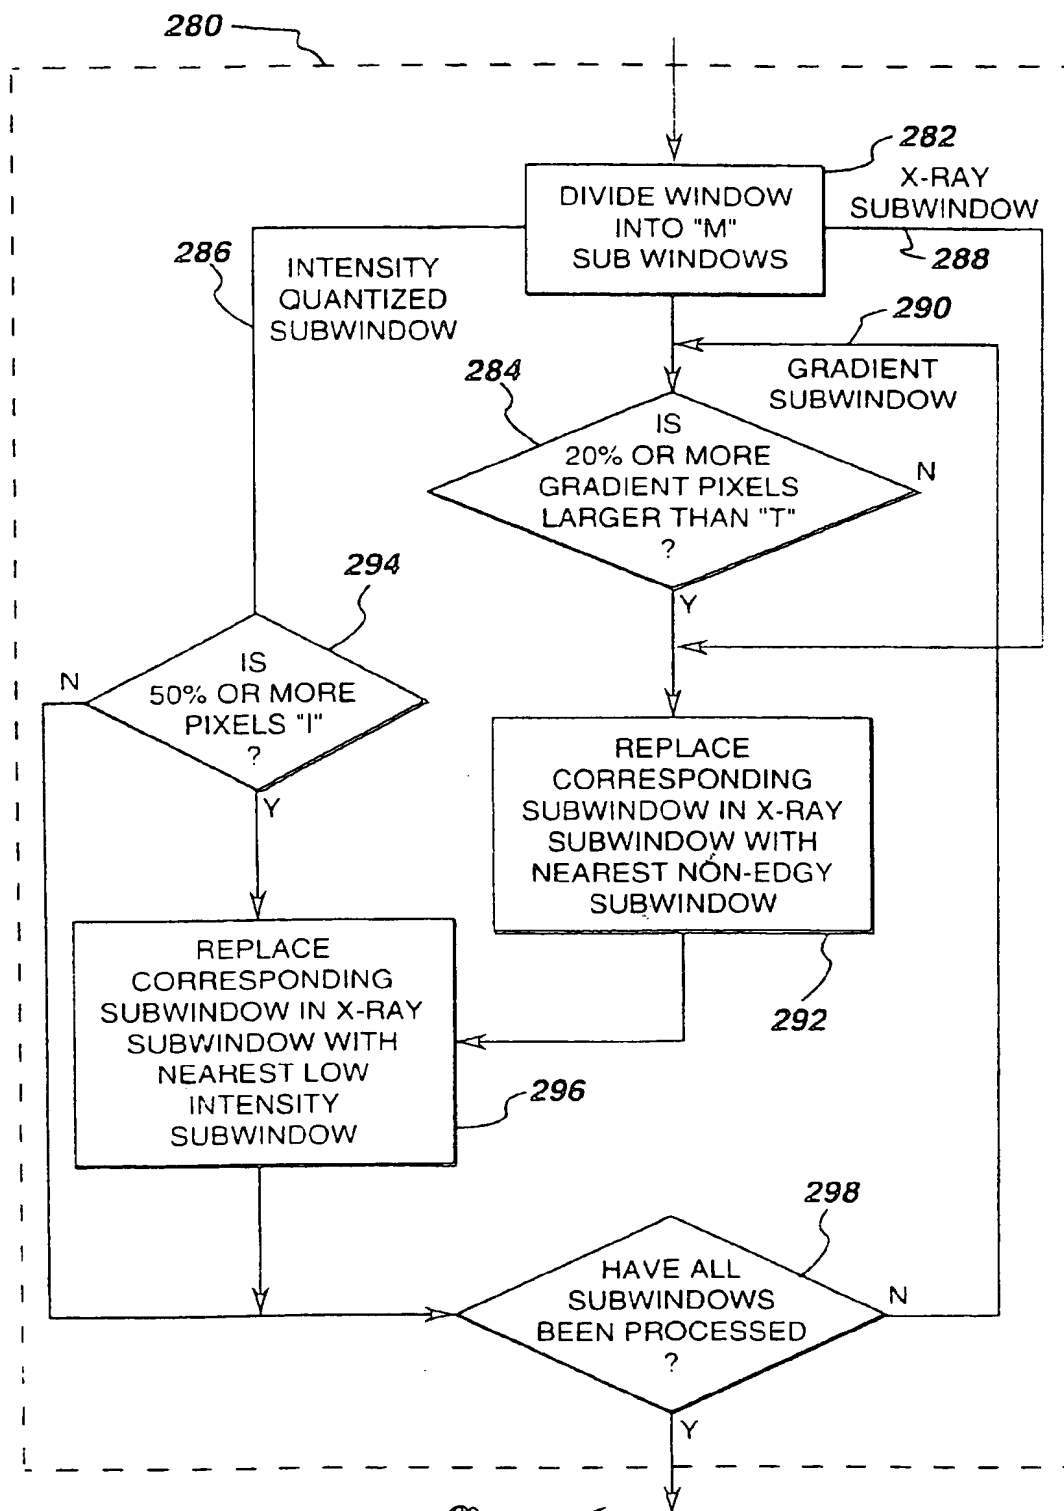 280
282
DIVIDE WINDOW
INTO "M"
SUB WINDOWS
X-RAY
SUBWINDOW
288
286
INTENSITY
QUANTIZED
SUBWINDOW
290
GRADIENT
SUBWINDOW
284
IS
20% OR MORE
GRADIENT PIXELS
LARGER THAN "T"
?
N
Y
294
IS
50% OR MORE
PIXELS "I"
?
N
Y
REPLACE
CORRESPONDING
SUBWINDOW IN X-RAY
SUBWINDOW WITH
NEAREST NON-EDGY
SUBWINDOW
292
REPLACE
CORRESPONDING
SUBWINDOW IN X-RAY
SUBWINDOW WITH
NEAREST LOW
INTENSITY
SUBWINDOW
296
298
HAVE ALL
SUBWINDOWS
BEEN PROCESSED
?
N
Y